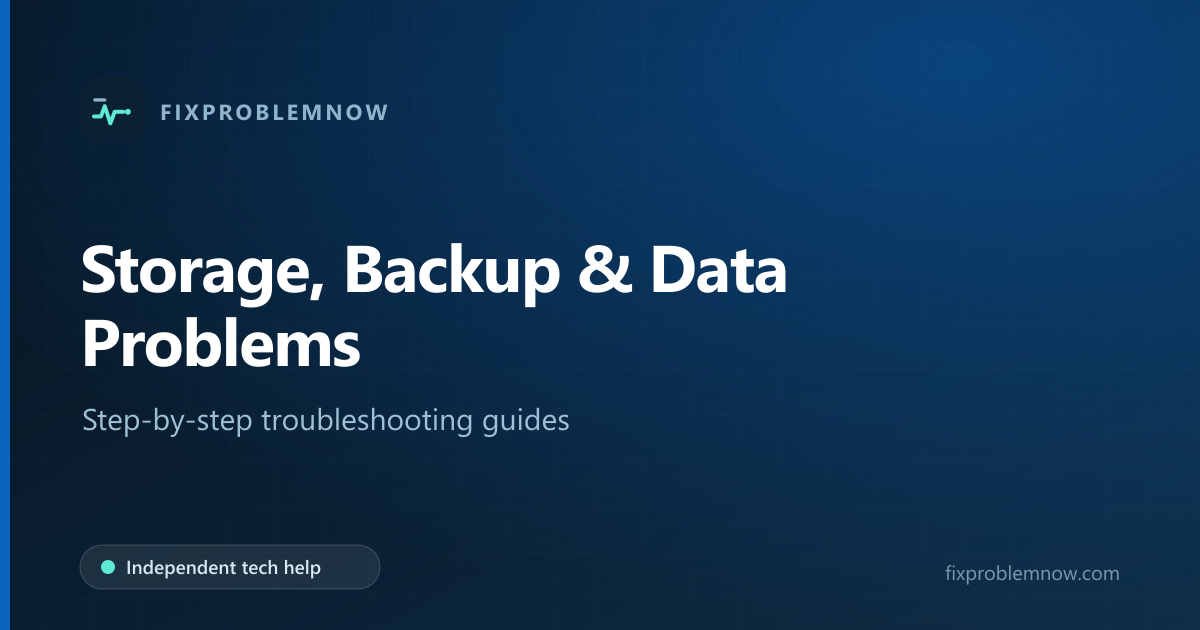 FIXPROBLEMNOW
Storage, Backup & Data
Problems
Step-by-step troubleshooting guides
Independent tech help
fixproblemnow.com